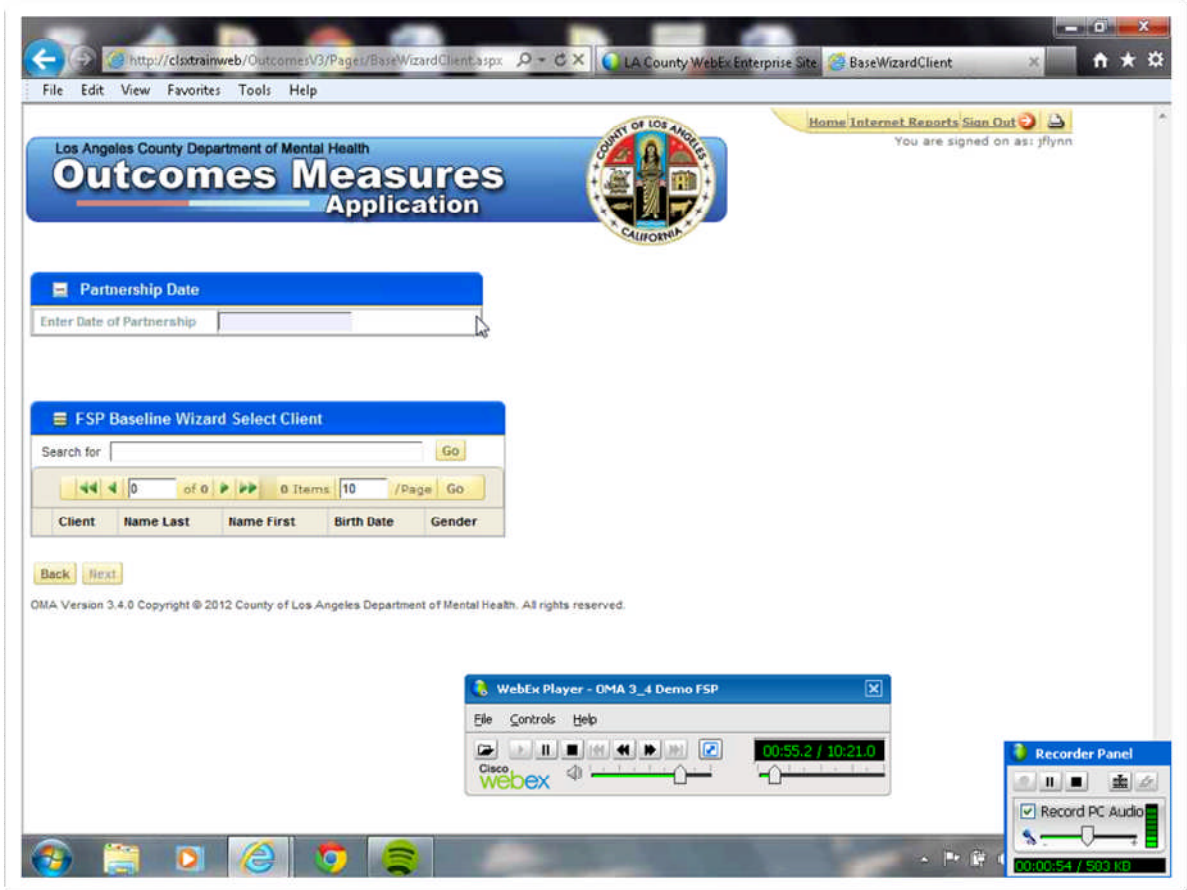 http://clsxtrainweb/OutcomesV3/Pages/BaseWizardClient.aspx
LA County WebEx Enterprise Site
BaseWizardClient
File Edit View Favorites Tools Help
Home Internet Reports Sign Out
You are signed on as: jflynn
Los Angeles County Department of Mental Health
Outcomes Measures
Application
COUNTY OF LOS ANGELES
CALIFORNIA
Partnership Date
Enter Date of Partnership
FSP Baseline Wizard Select Client
Search for Go
0 of 0 0 Items 10 /Page Go
Client Name Last Name First Birth Date Gender
Back Next
OMA Version 3.4.0 Copyright © 2012 County of Los Angeles Department of Mental Health. All rights reserved.
WebEx Player - OMA 3_4 Demo FSP
File Controls Help
00:55.2 / 10:21.0
Cisco
webex
Recorder Panel
Record PC Audio
00:00:54 / 503 KB